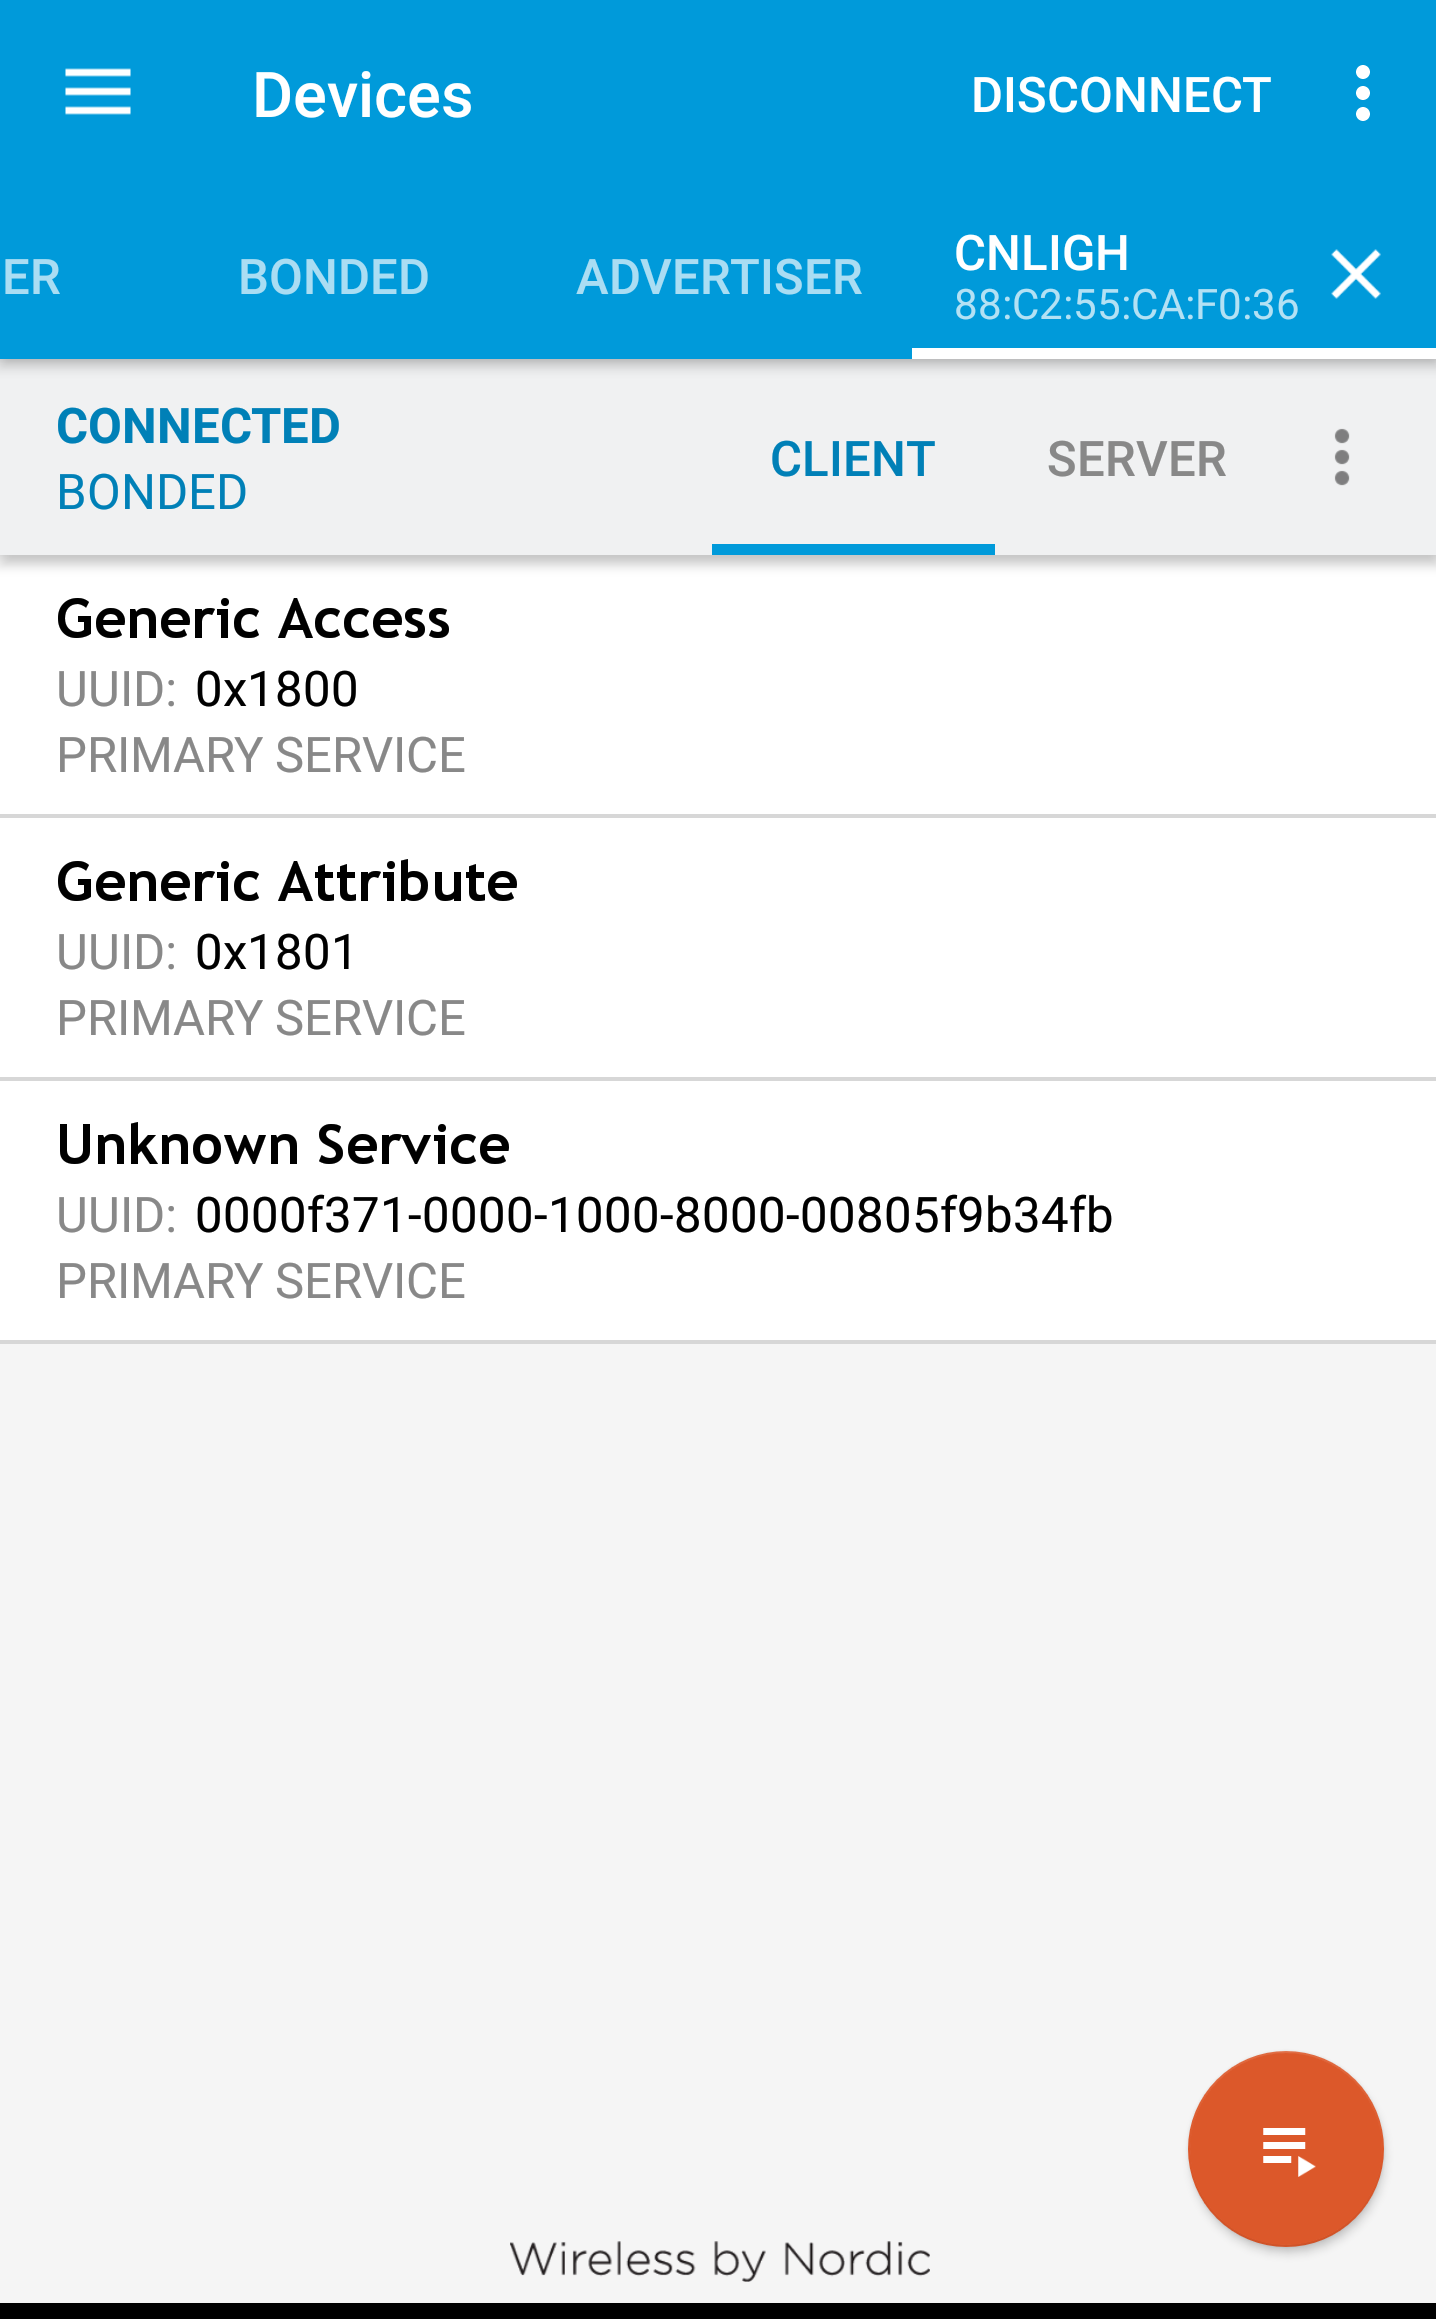 Devices
DISCONNECT
ER
BONDED
ADVERTISER
CNLIGH
88:C2:55:CA:F0:36
CONNECTED
BONDED
CLIENT
SERVER
Generic Access
UUID: 0x1800
PRIMARY SERVICE
Generic Attribute
UUID: 0x1801
PRIMARY SERVICE
Unknown Service
UUID: 0000f371-0000-1000-8000-00805f9b34fb
PRIMARY SERVICE
Wireless by Nordic